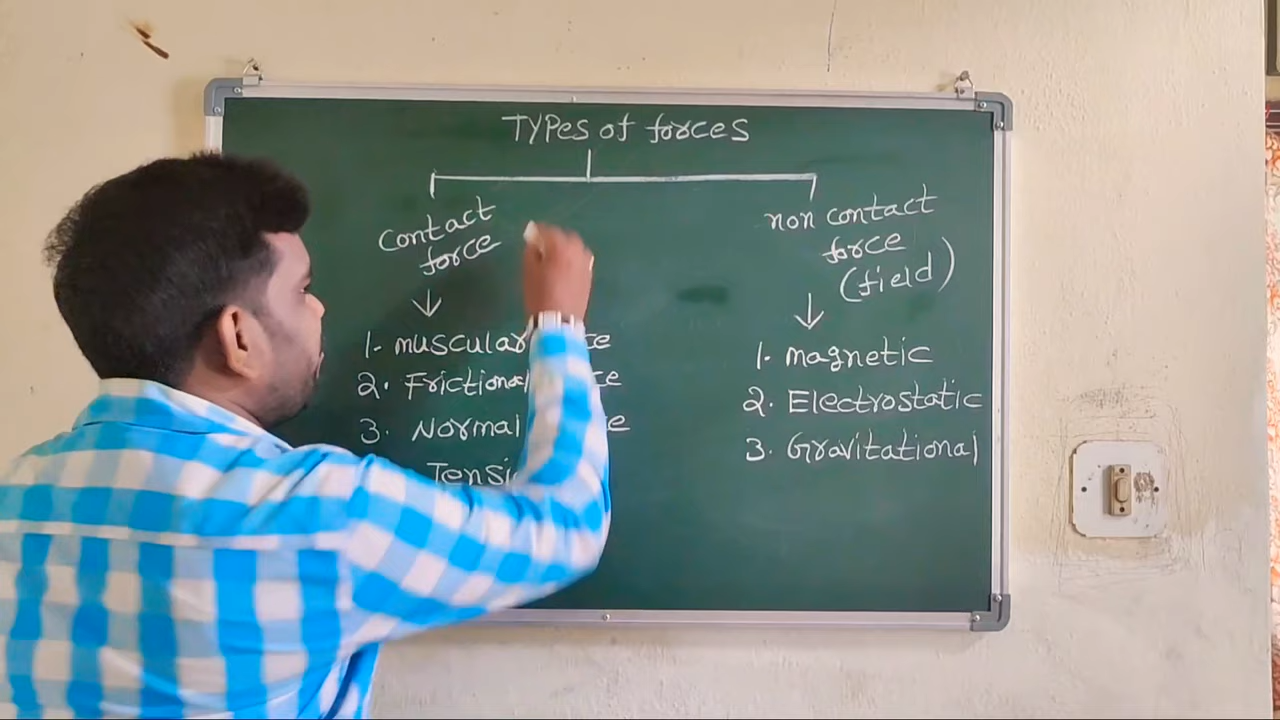 Types of forces
Contact
force
1. muscular
2. Frictional
3. Normal
non contact
force
(field)
1. magnetic
2. Electrostatic
3. Gravitational